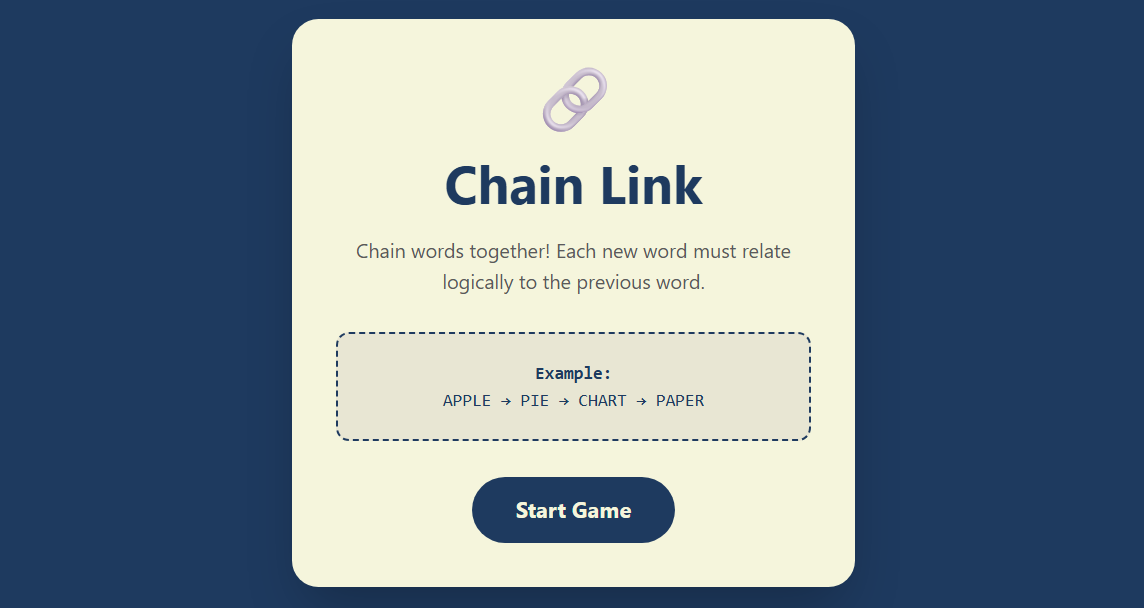 Chain Link
Chain words together! Each new word must relate
logically to the previous word.
Example:
APPLE → PIE → CHART → PAPER
Start Game